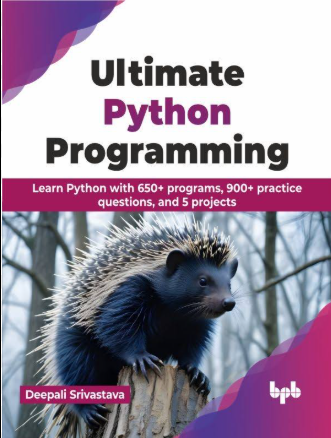 Ultimate
Python
Programming
Learn Python with 650+ programs, 900+ practice
questions, and 5 projects
Deepali Srivastava
bpb